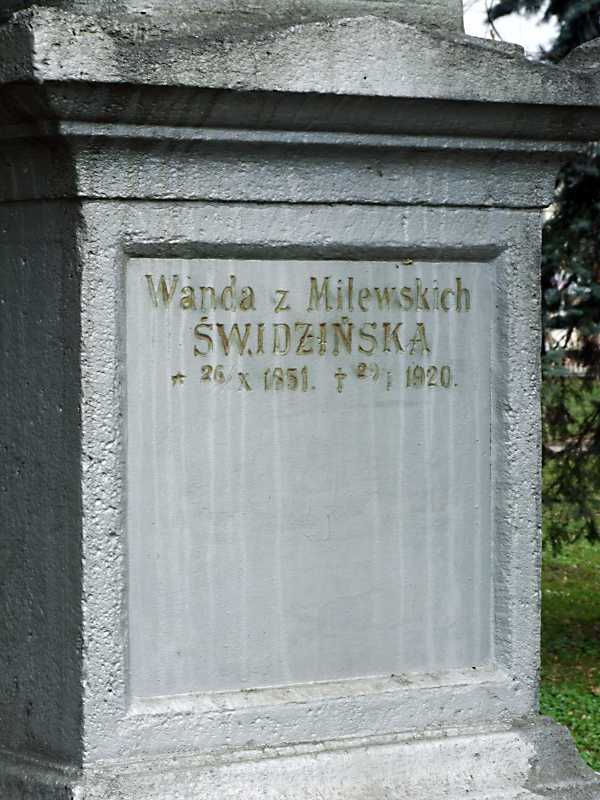 Wanda z Milewskich
ŚWIDZIŃSKA
* 26/X 1851. † 29/I 1920.